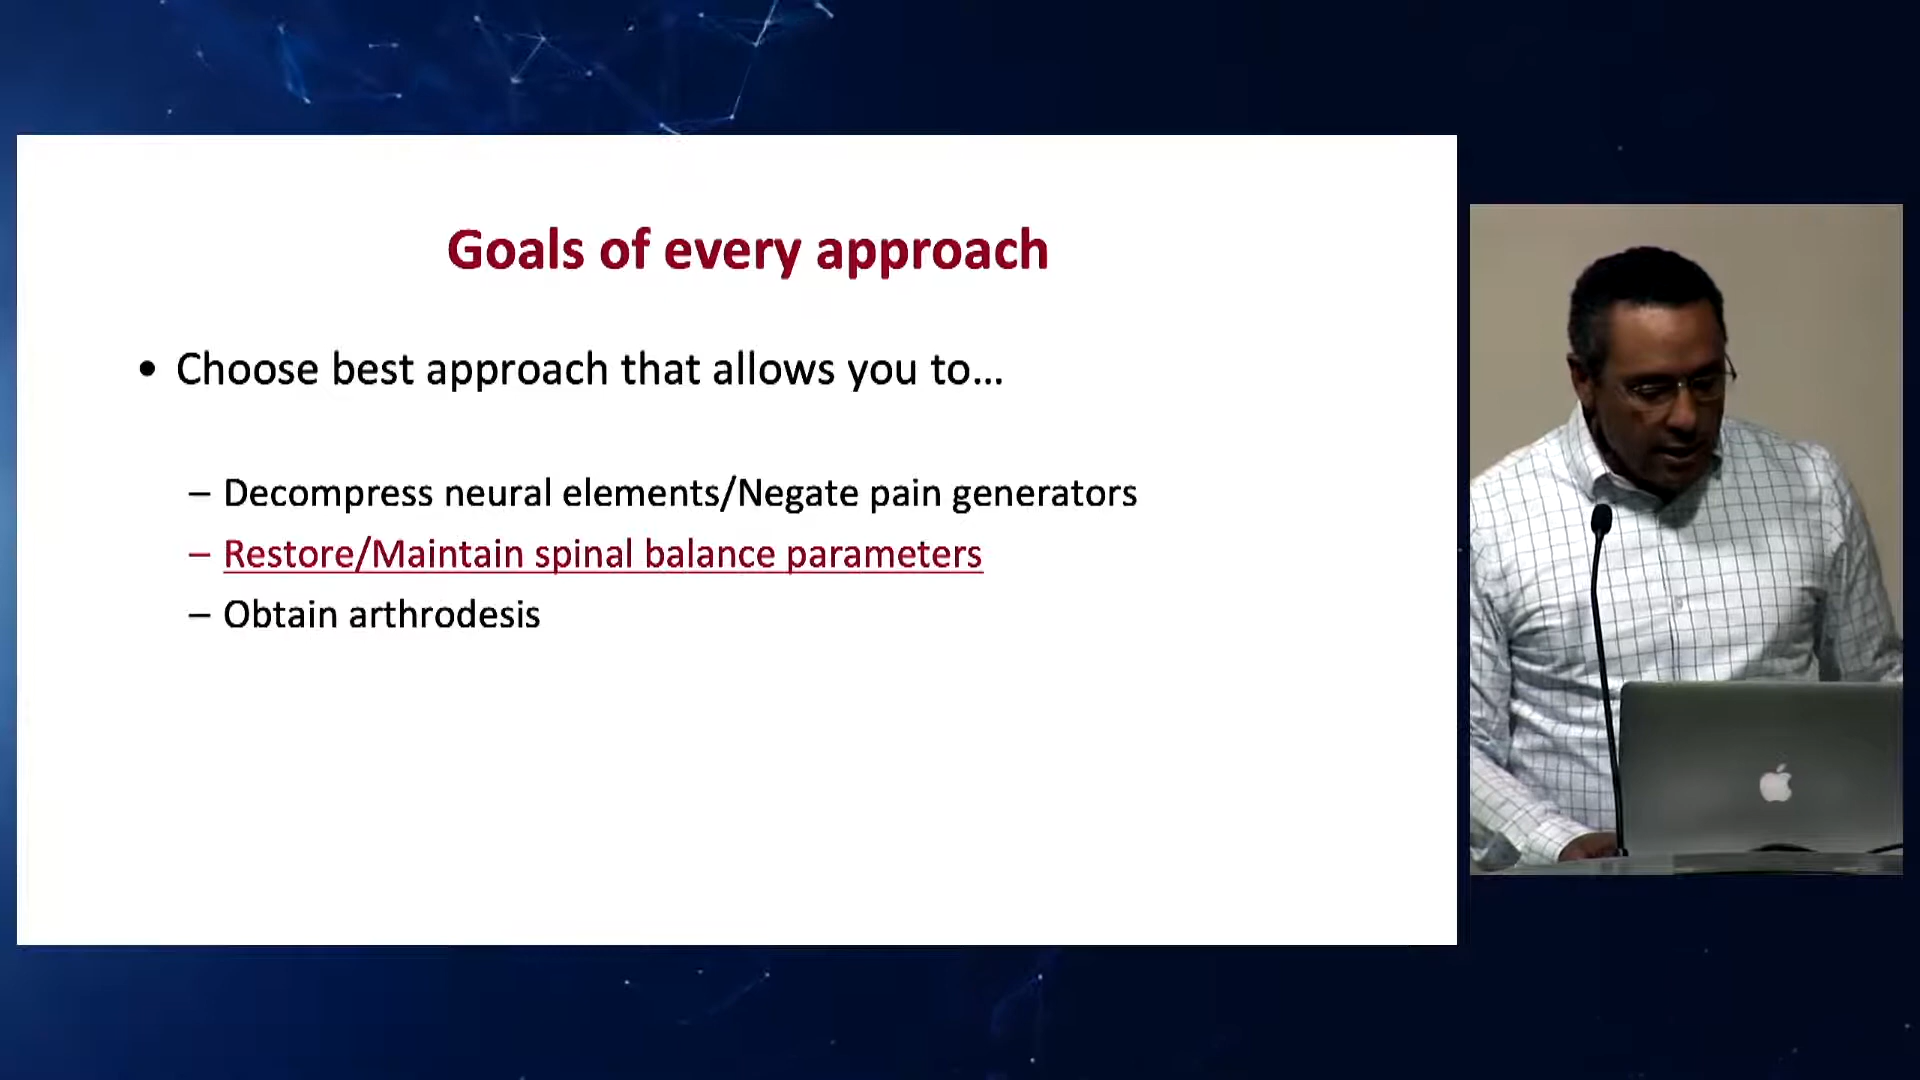 Goals of every approach
• Choose best approach that allows you to...
– Decompress neural elements/Negate pain generators
– Restore/Maintain spinal balance parameters
– Obtain arthrodesis